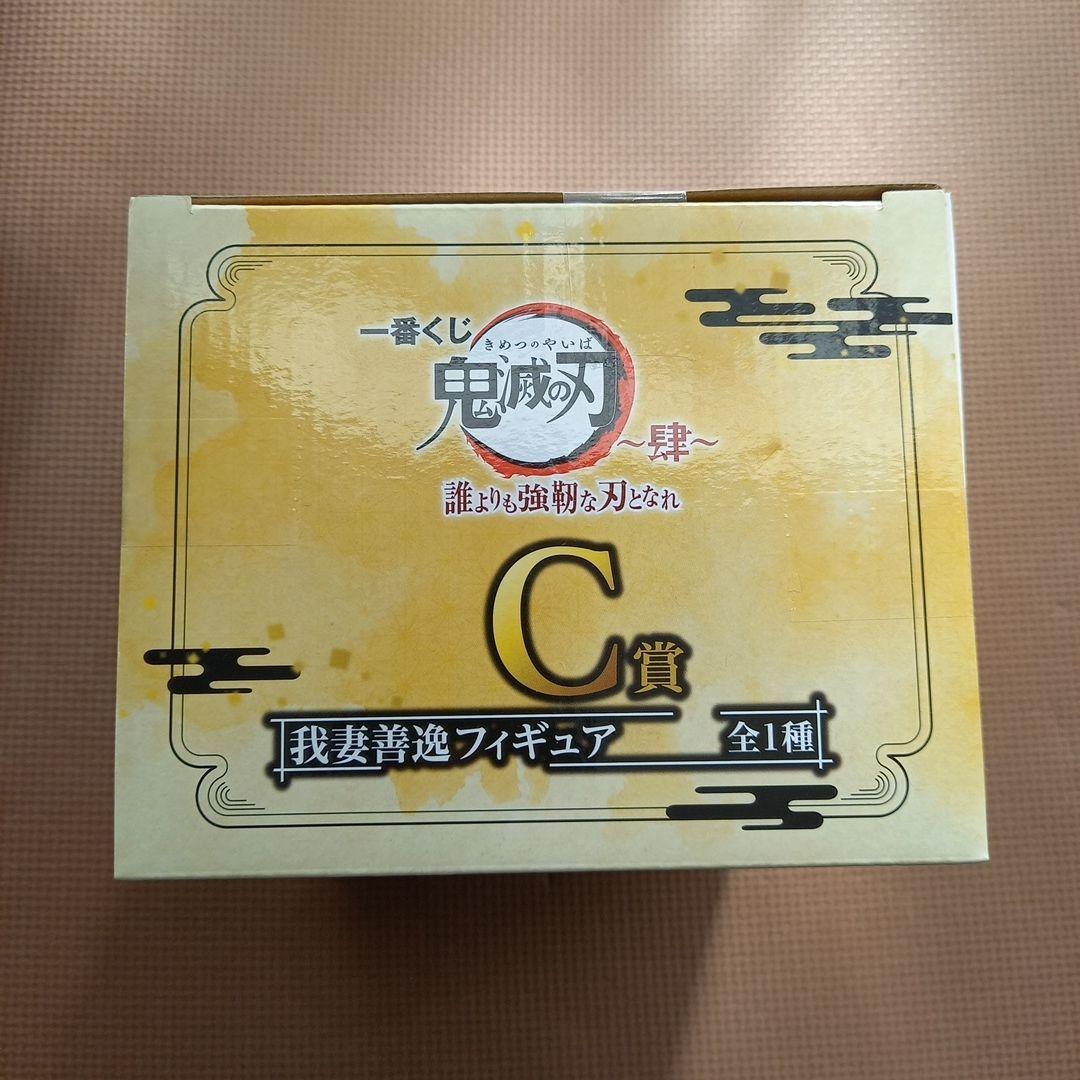 一番くじ
きめつのやいば
鬼滅の刃
～肆～
誰よりも強靭な刃となれ
C賞
我妻善逸フィギュア 全1種